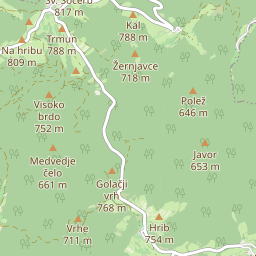 Sv. Socerb
817 m
Kal
788 m
Trmun
788 m
Na hribu
809 m
Žernjavce
718 m
Visoko
brdo
752 m
Polež
646 m
Medvedje
čelo
661 m
Javor
653 m
Golačji
vrh
768 m
Vrhe
711 m
Hrib
754 m